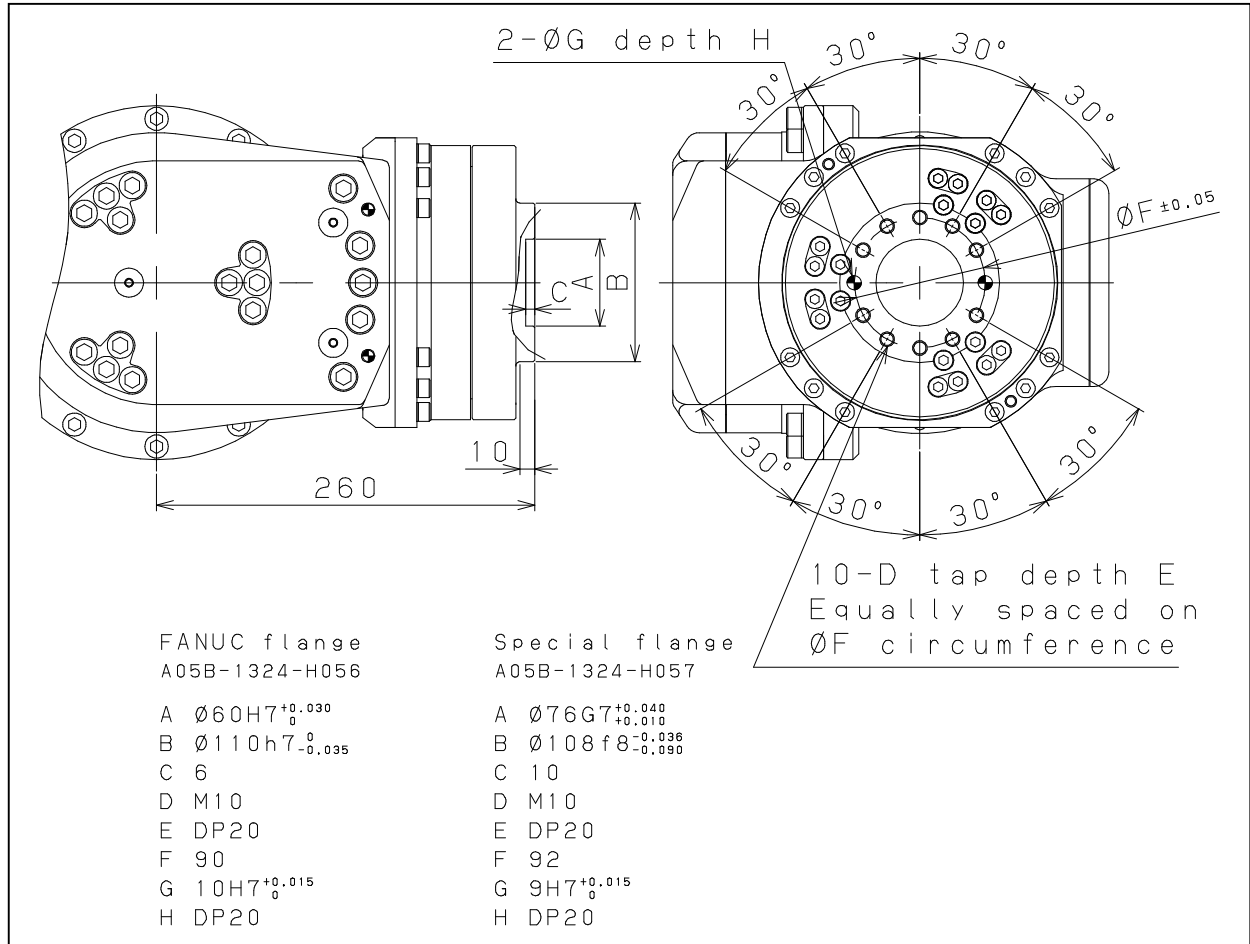 2-ØG depth H
30°
30°
30°
30°
ØF ±0.05
C
A
B
10
260
30°
30°
30°
30°
10-D tap depth E
Equally spaced on
ØF circumference
FANUC flange
A05B-1324-H056
A Ø60H7 +0.030 0
B Ø110h7 0 -0.035
C 6
D M10
E DP20
F 90
G 10H7 +0.015 0
H DP20
Special flange
A05B-1324-H057
A Ø76G7 +0.040 +0.010
B Ø108f8 -0.036 -0.090
C 10
D M10
E DP20
F 92
G 9H7 +0.015 0
H DP20